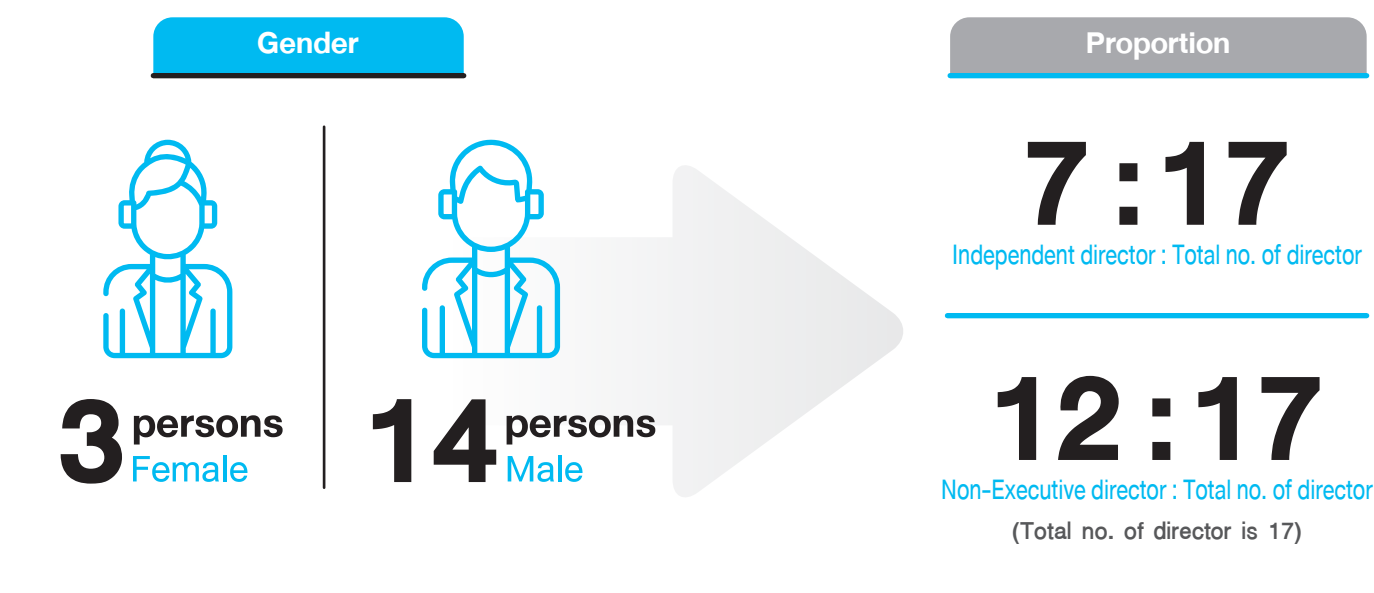 Gender
3 persons
Female
14 persons
Male
Proportion
7 : 17
Independent director : Total no. of director
12 : 17
Non-Executive director : Total no. of director
(Total no. of director is 17)